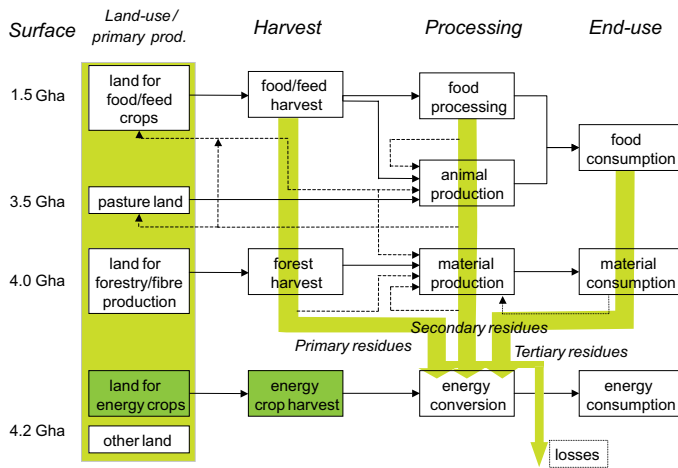 Surface
Land-use /
primary prod.
Harvest
Processing
End-use
1.5 Gha
land for
food/feed
crops
food/feed
harvest
food
processing
food
consumption
animal
production
3.5 Gha
pasture land
4.0 Gha
land for
forestry/fibre
production
forest
harvest
material
production
material
consumption
Primary residues
Secondary residues
Tertiary residues
land for
energy crops
energy
crop harvest
energy
conversion
energy
consumption
4.2 Gha
other land
losses